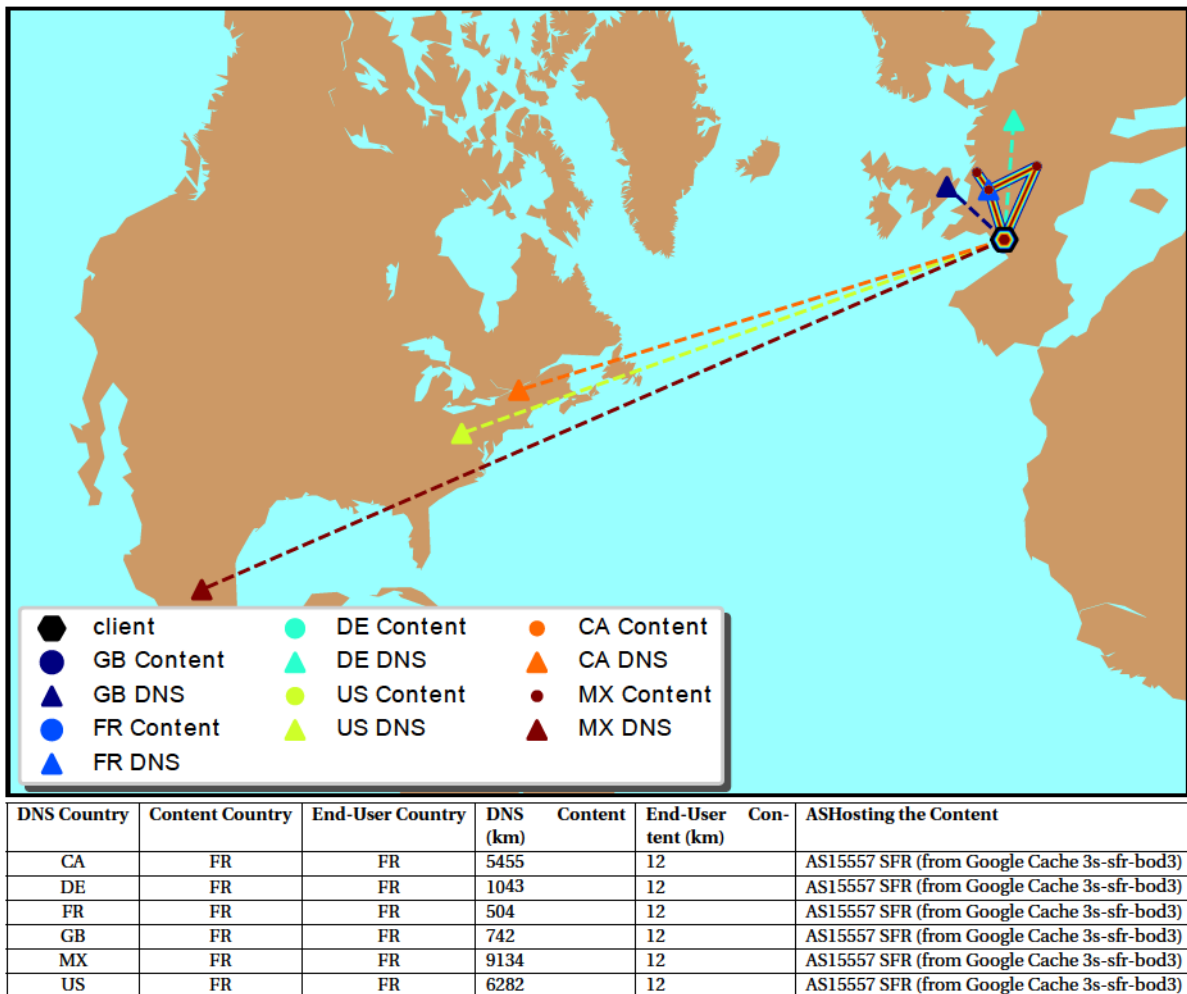 client
GB Content
GB DNS
FR Content
FR DNS
DE Content
DE DNS
US Content
US DNS
CA Content
CA DNS
MX Content
MX DNS
DNS Country Content Country End-User Country DNS Content (km) End-User Con-tent (km) ASHosting the Content
CA FR FR 5455 12 AS15557 SFR (from Google Cache 3s-sfr-bod3)
DE FR FR 1043 12 AS15557 SFR (from Google Cache 3s-sfr-bod3)
FR FR FR 504 12 AS15557 SFR (from Google Cache 3s-sfr-bod3)
GB FR FR 742 12 AS15557 SFR (from Google Cache 3s-sfr-bod3)
MX FR FR 9134 12 AS15557 SFR (from Google Cache 3s-sfr-bod3)
US FR FR 6282 12 AS15557 SFR (from Google Cache 3s-sfr-bod3)